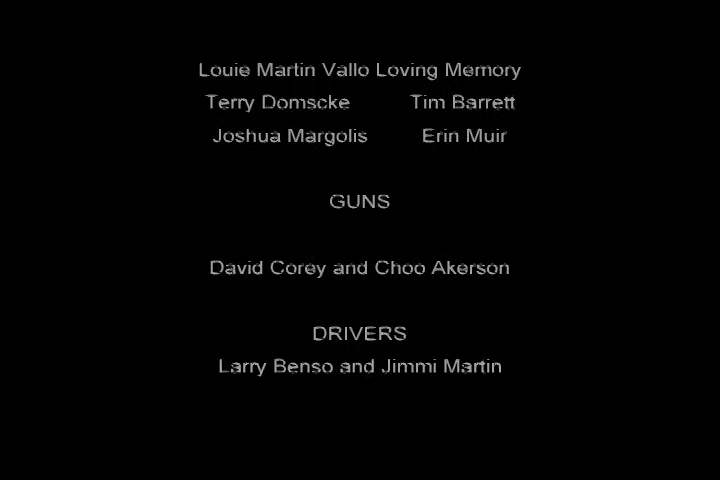 Louie Martin Vallo Loving Memory
Terry Domscke Tim Barrett
Joshua Margolis Erin Muir
GUNS
David Corey and Choo Akerson
DRIVERS
Larry Benso and Jimmi Martin